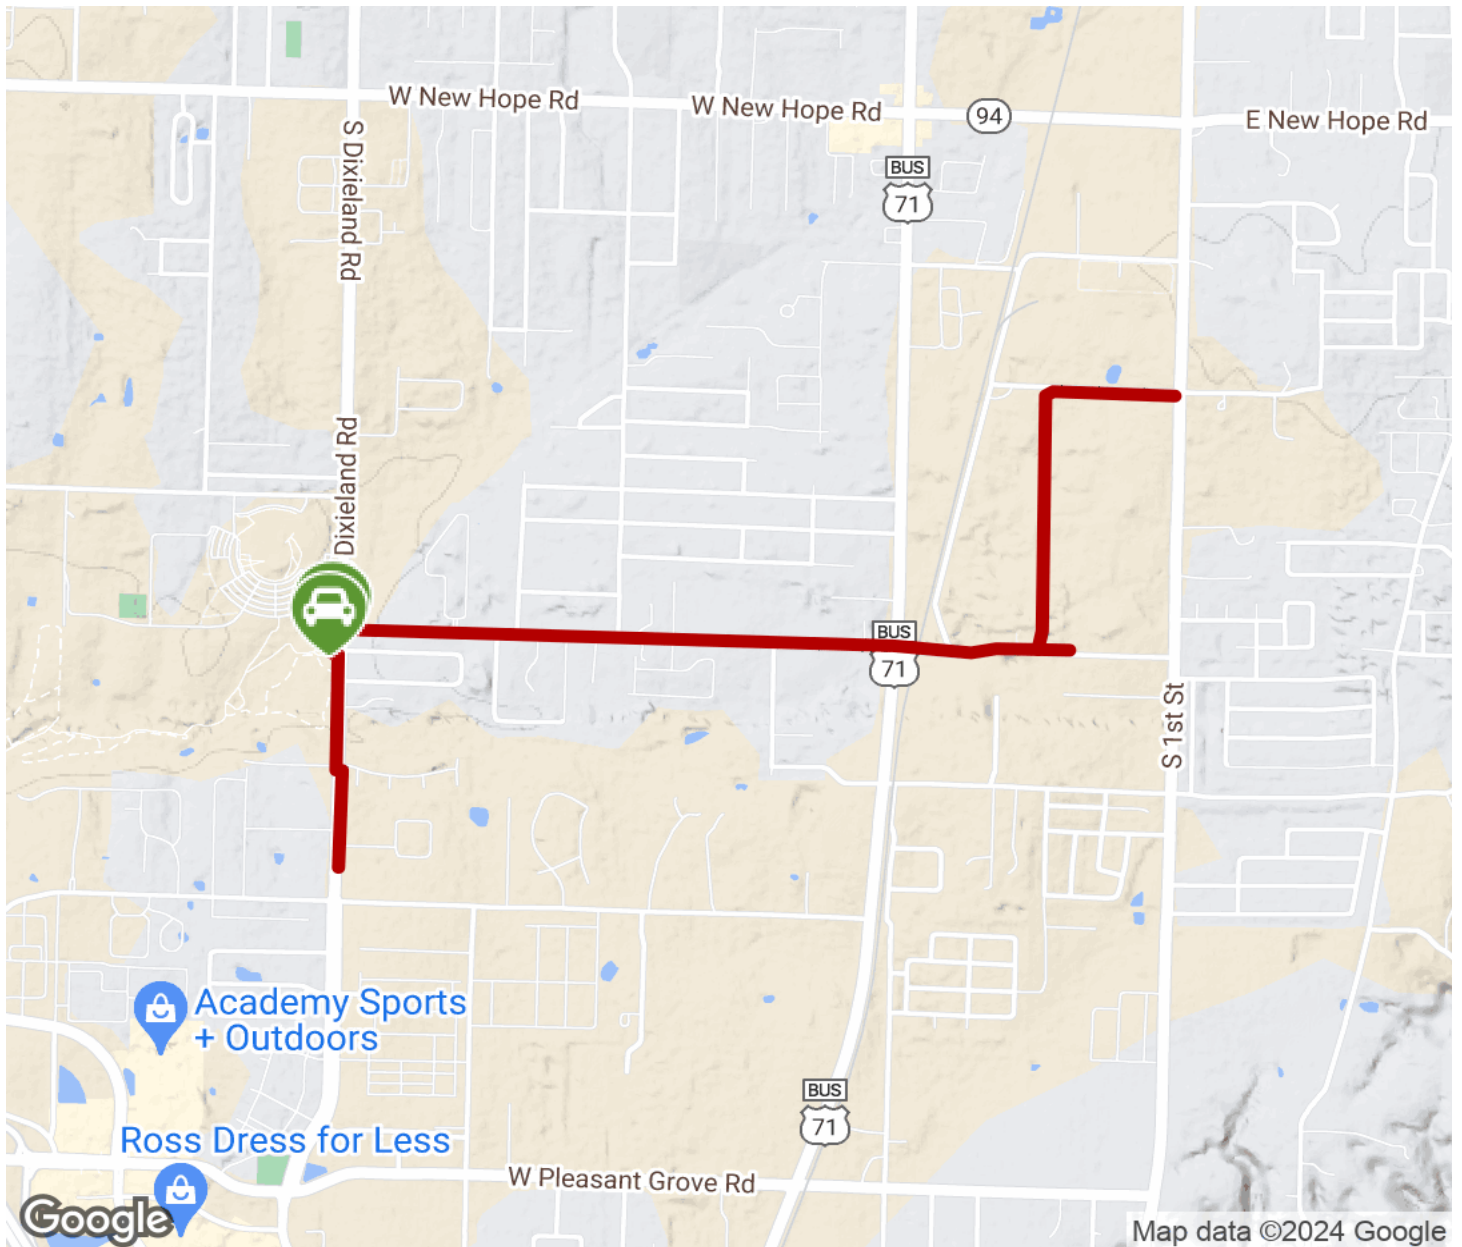 W New Hope Rd
W New Hope Rd
94
E New Hope Rd
S Dixieland Rd
BUS
71
Dixieland Rd
BUS
71
S 1st St
Academy Sports
+ Outdoors
BUS
71
Ross Dress for Less
W Pleasant Grove Rd
Google
Map data ©2024 Google